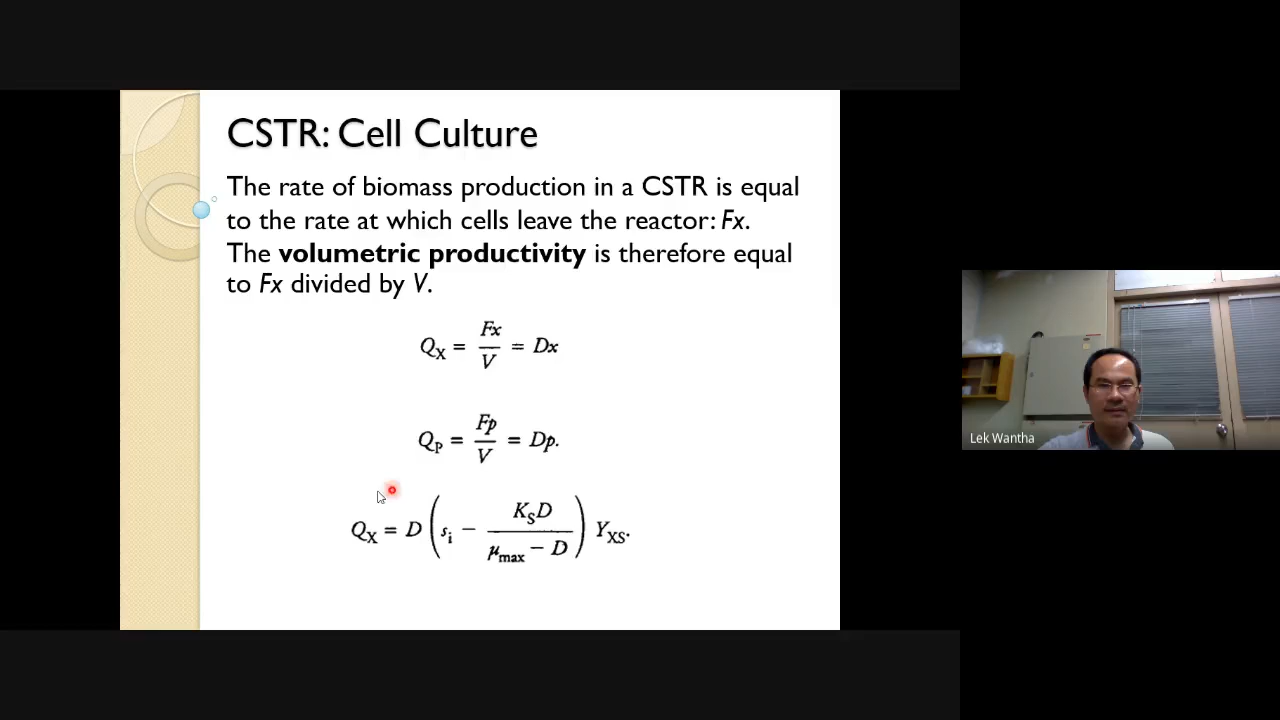 CSTR: Cell Culture
The rate of biomass production in a CSTR is equal
to the rate at which cells leave the reactor: Fx.
The volumetric productivity is therefore equal
to Fx divided by V.
Q_X = Fx/V = Dx
Q_P = Fp/V = Dp.
Q_X = D (s_i − K_S D/(μ_max − D)) Y_XS.
Lek Wantha